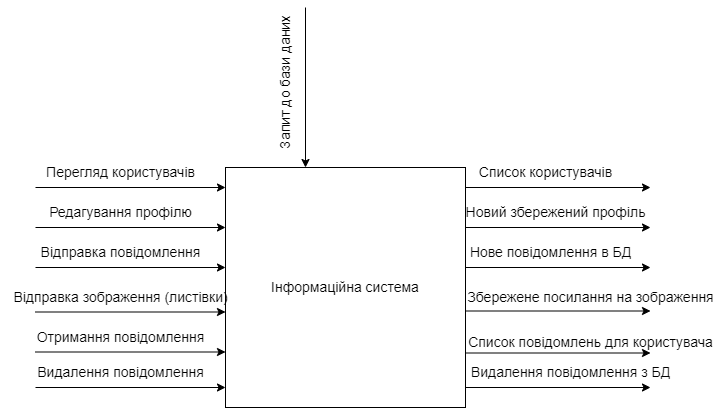 Запит до бази даних
Перегляд користувачів
Список користувачів
Редагування профілю
Новий збережений профіль
Відправка повідомлення
Нове повідомлення в БД
Інформаційна система
Відправка зображення (листівки)
Збережене посилання на зображення
Отримання повідомлення
Список повідомлень для користувача
Видалення повідомлення
Видалення повідомлення з БД